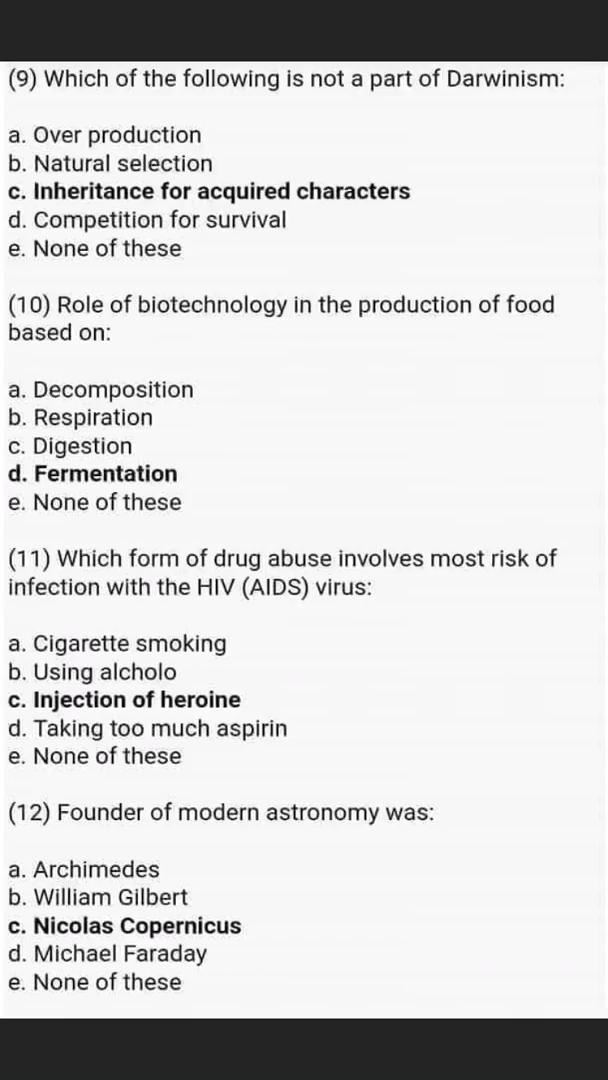 (9) Which of the following is not a part of Darwinism:
a. Over production
b. Natural selection
c. Inheritance for acquired characters
d. Competition for survival
e. None of these
(10) Role of biotechnology in the production of food
based on:
a. Decomposition
b. Respiration
c. Digestion
d. Fermentation
e. None of these
(11) Which form of drug abuse involves most risk of
infection with the HIV (AIDS) virus:
a. Cigarette smoking
b. Using alcholo
c. Injection of heroine
d. Taking too much aspirin
e. None of these
(12) Founder of modern astronomy was:
a. Archimedes
b. William Gilbert
c. Nicolas Copernicus
d. Michael Faraday
e. None of these